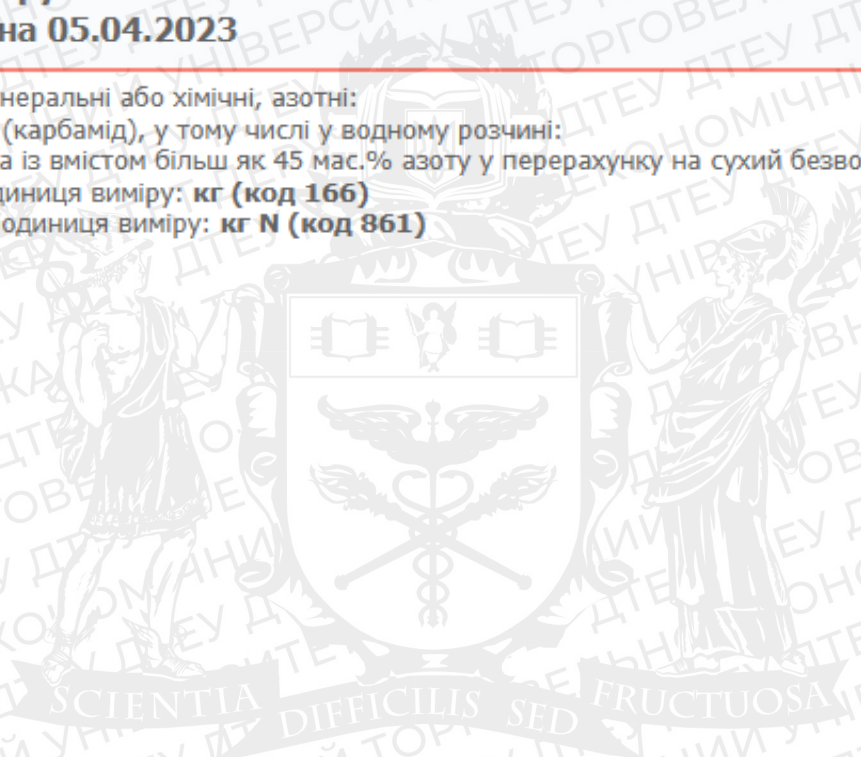 на 05.04.2023
неральні або хімічні, азотні:
(карбамід), у тому числі у водному розчині:
а із вмістом більш як 45 мас.% азоту у перерахунку на сухий безво
диниця виміру: кг (код 166)
одиниця виміру: кг N (код 861)
SCIENTIA DIFFICILIS SED FRUCTUOSA